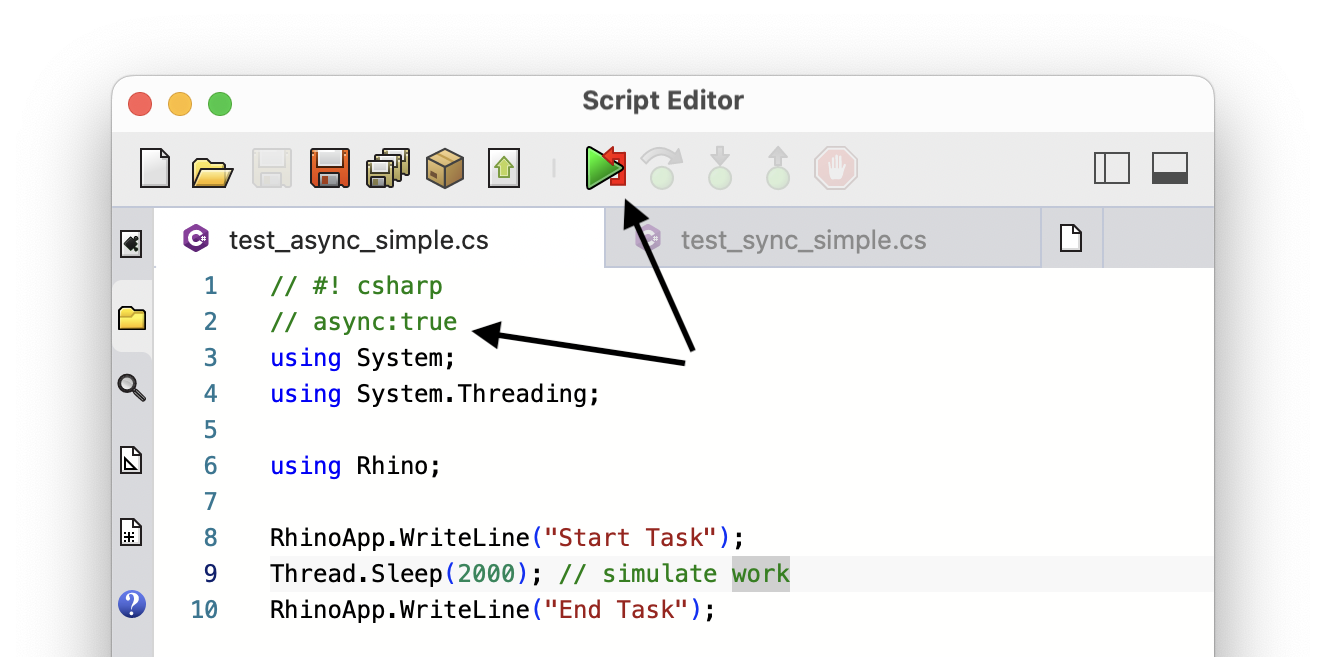 Script Editor
test_async_simple.cs
test_sync_simple.cs
1 // #! csharp
2 // async:true
3 using System;
4 using System.Threading;
5
6 using Rhino;
7
8 RhinoApp.WriteLine("Start Task");
9 Thread.Sleep(2000); // simulate work
10 RhinoApp.WriteLine("End Task");